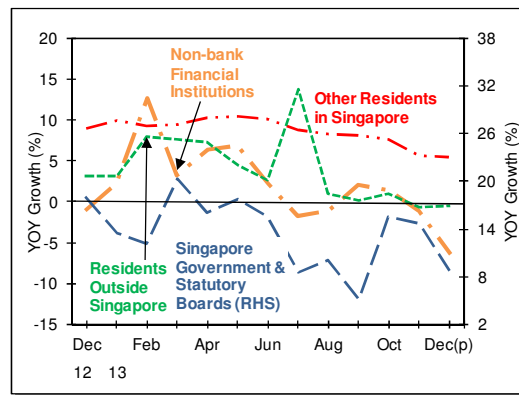 YOY Growth (%)
20
15
10
5
0
-5
-10
-15
Non-bank
Financial
Institutions
Other Residents
in Singapore
Residents
Outside
Singapore
Singapore
Government &
Statutory
Boards (RHS)
38
32
26
20
14
8
2
YOY Growth (%)
Dec Feb Apr Jun Aug Oct Dec(p)
12 13